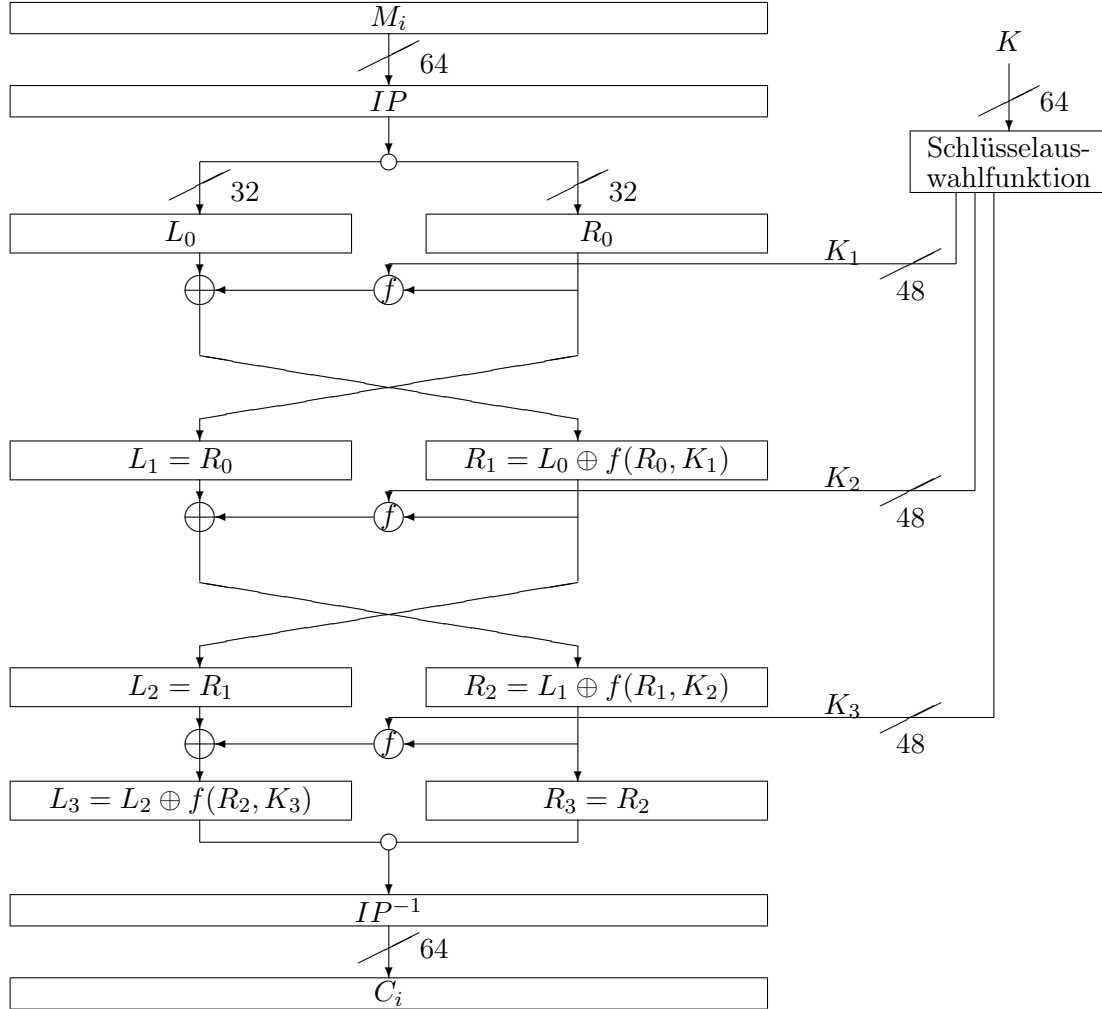 M_i
K
64
IP
64
Schlüsselaus-
wahlfunktion
32
32
L_0
R_0
K_1
f
48
L_1 = R_0
R_1 = L_0 ⊕ f(R_0, K_1)
K_2
f
48
L_2 = R_1
R_2 = L_1 ⊕ f(R_1, K_2)
K_3
f
48
L_3 = L_2 ⊕ f(R_2, K_3)
R_3 = R_2
IP^{-1}
64
C_i